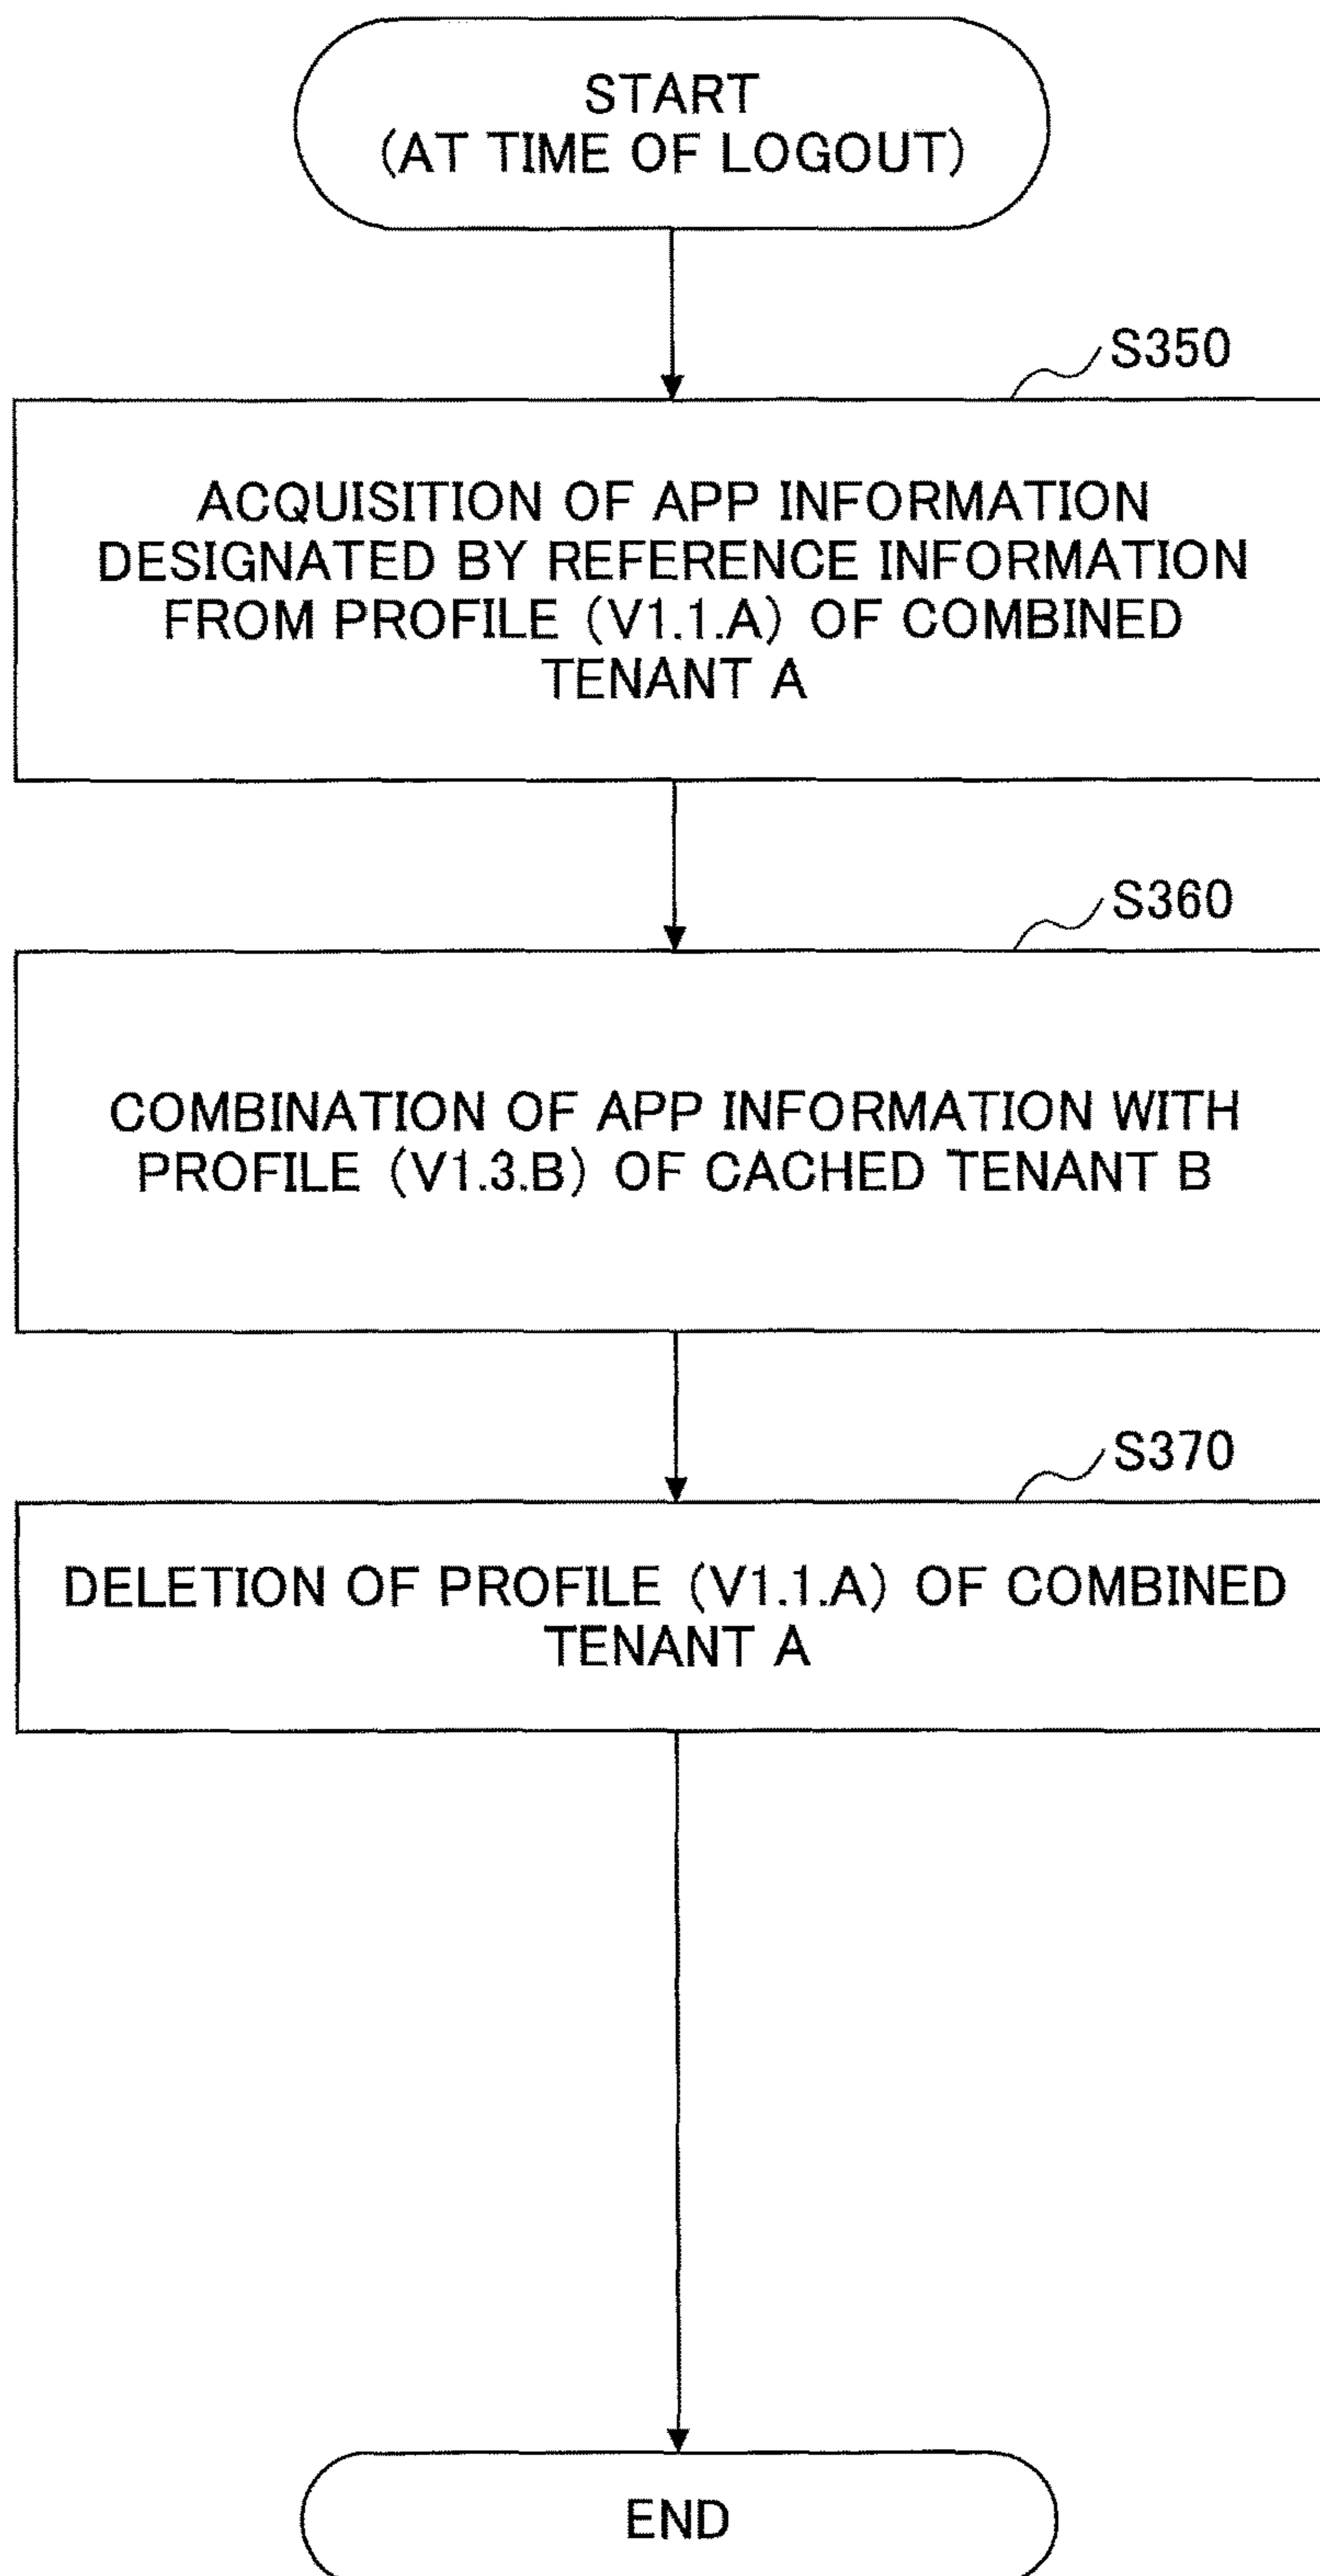 START
(AT TIME OF LOGOUT)
S350
ACQUISITION OF APP INFORMATION
DESIGNATED BY REFERENCE INFORMATION
FROM PROFILE (V1.1.A) OF COMBINED
TENANT A
S360
COMBINATION OF APP INFORMATION WITH
PROFILE (V1.3.B) OF CACHED TENANT B
S370
DELETION OF PROFILE (V1.1.A) OF COMBINED
TENANT A
END